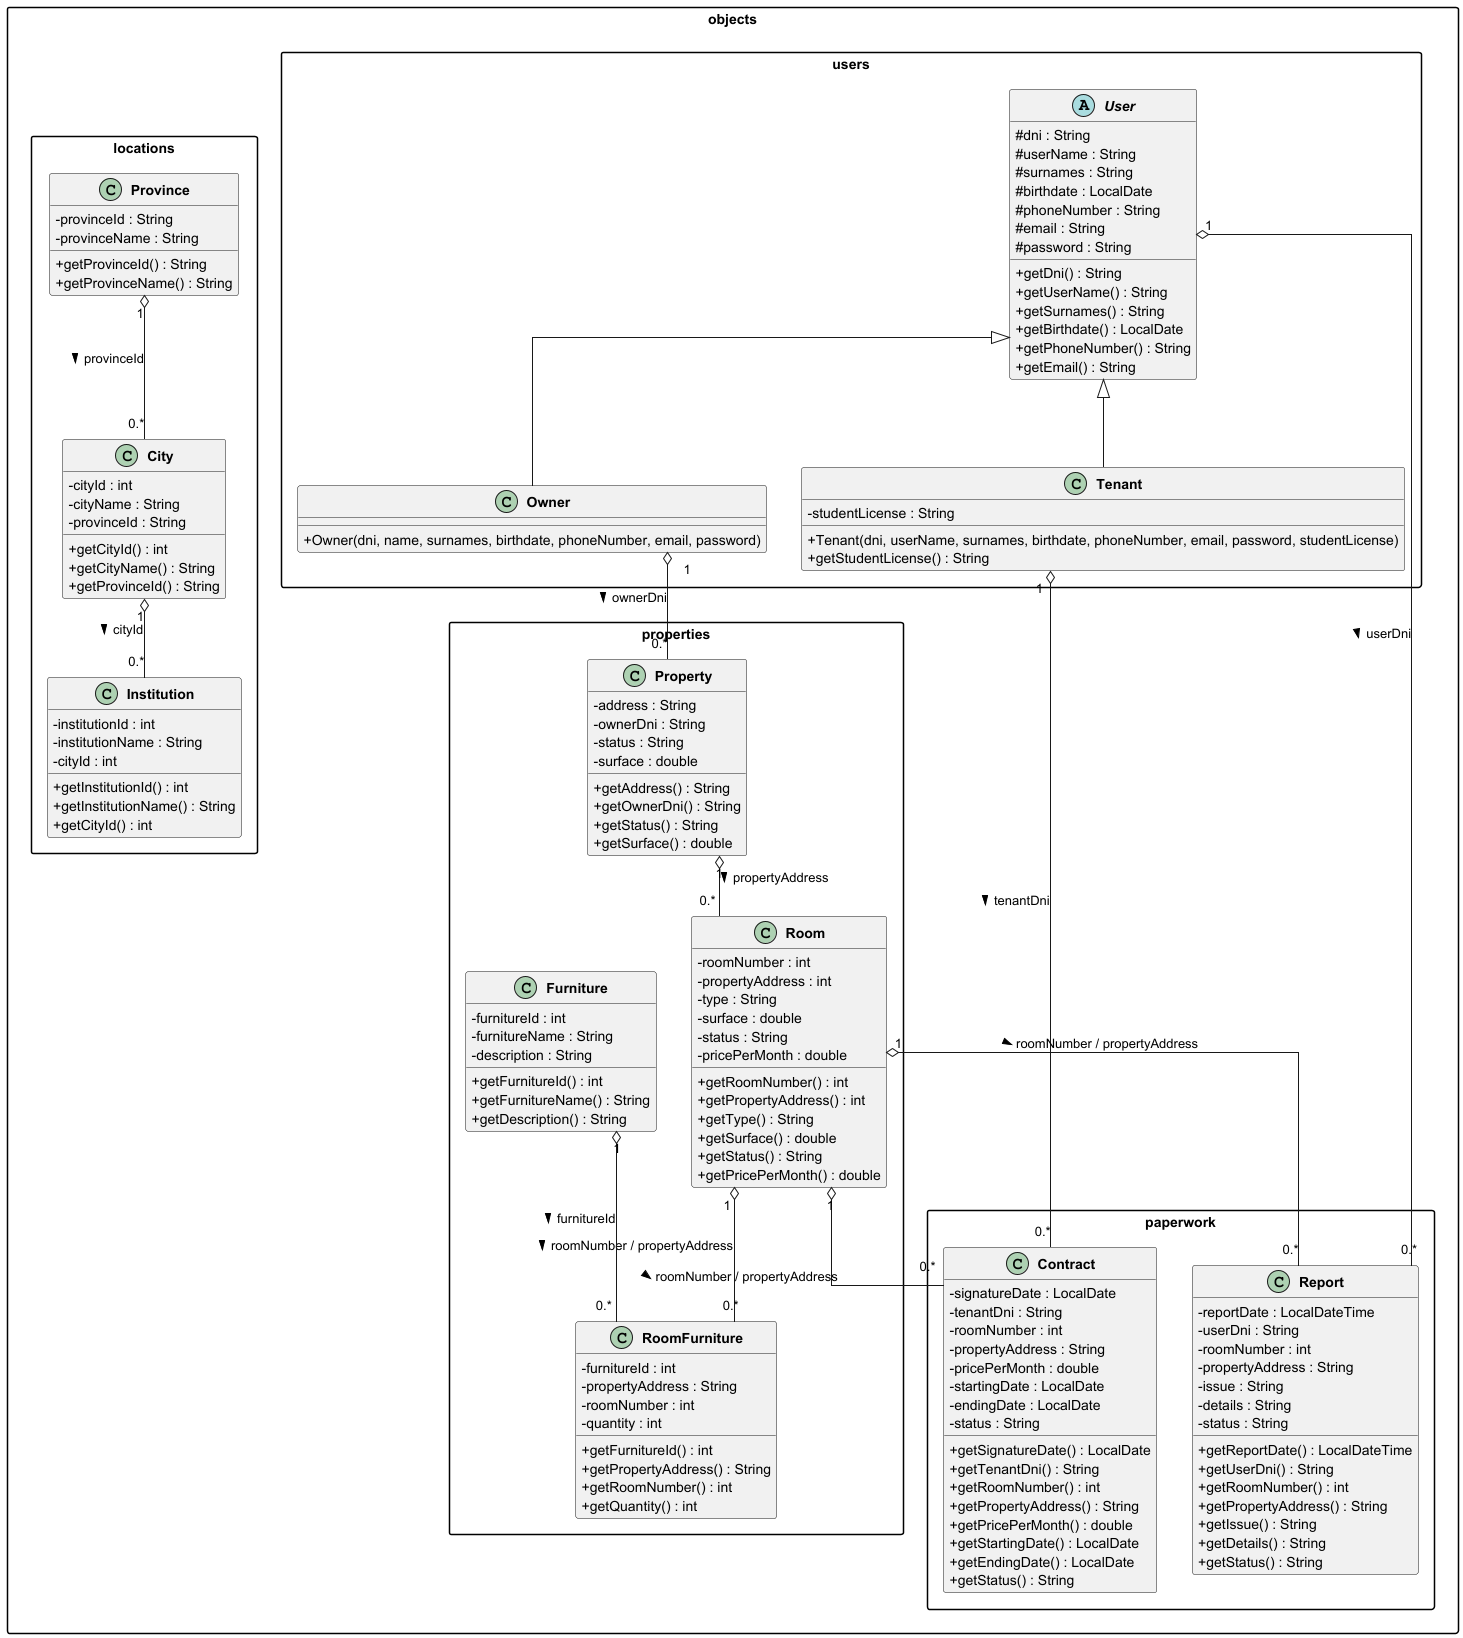 objects
users
A User
#dni : String
#userName : String
#surnames : String
#birthdate : LocalDate
#phoneNumber : String
#email : String
#password : String
+getDni() : String
+getUserName() : String
+getSurnames() : String
+getBirthdate() : LocalDate
+getPhoneNumber() : String
+getEmail() : String
1
userDni
0..*
C Owner
+Owner(dni, name, surnames, birthdate, phoneNumber, email, password)
1
ownerDni
0..*
C Tenant
-studentLicense : String
+Tenant(dni, userName, surnames, birthdate, phoneNumber, email, password, studentLicense)
+getStudentLicense() : String
1
tenantDni
0..*
locations
C Province
-provinceId : String
-provinceName : String
+getProvinceId() : String
+getProvinceName() : String
1
provinceId
0..*
C City
-cityId : int
-cityName : String
-provinceId : String
+getCityId() : int
+getCityName() : String
+getProvinceId() : String
1
cityId
0..*
C Institution
-institutionId : int
-institutionName : String
-cityId : int
+getInstitutionId() : int
+getInstitutionName() : String
+getCityId() : int
properties
C Property
-address : String
-ownerDni : String
-status : String
-surface : double
+getAddress() : String
+getOwnerDni() : String
+getStatus() : String
+getSurface() : double
1
propertyAddress
0..*
C Room
-roomNumber : int
-propertyAddress : int
-type : String
-surface : double
-status : String
-pricePerMonth : double
+getRoomNumber() : int
+getPropertyAddress() : int
+getType() : String
+getSurface() : double
+getStatus() : String
+getPricePerMonth() : double
1
roomNumber / propertyAddress
0..*
C Furniture
-furnitureId : int
-furnitureName : String
-description : String
+getFurnitureId() : int
+getFurnitureName() : String
+getDescription() : String
1
furnitureId
0..*
1
roomNumber / propertyAddress
0..*
1
roomNumber / propertyAddress
0..*
C RoomFurniture
-furnitureId : int
-propertyAddress : String
-roomNumber : int
-quantity : int
+getFurnitureId() : int
+getPropertyAddress() : String
+getRoomNumber() : int
+getQuantity() : int
paperwork
C Contract
-signatureDate : LocalDate
-tenantDni : String
-roomNumber : int
-propertyAddress : String
-pricePerMonth : double
-startingDate : LocalDate
-endingDate : LocalDate
-status : String
+getSignatureDate() : LocalDate
+getTenantDni() : String
+getRoomNumber() : int
+getPropertyAddress() : String
+getPricePerMonth() : double
+getStartingDate() : LocalDate
+getEndingDate() : LocalDate
+getStatus() : String
C Report
-reportDate : LocalDateTime
-userDni : String
-roomNumber : int
-propertyAddress : String
-issue : String
-details : String
-status : String
+getReportDate() : LocalDateTime
+getUserDni() : String
+getRoomNumber() : int
+getPropertyAddress() : String
+getIssue() : String
+getDetails() : String
+getStatus() : String